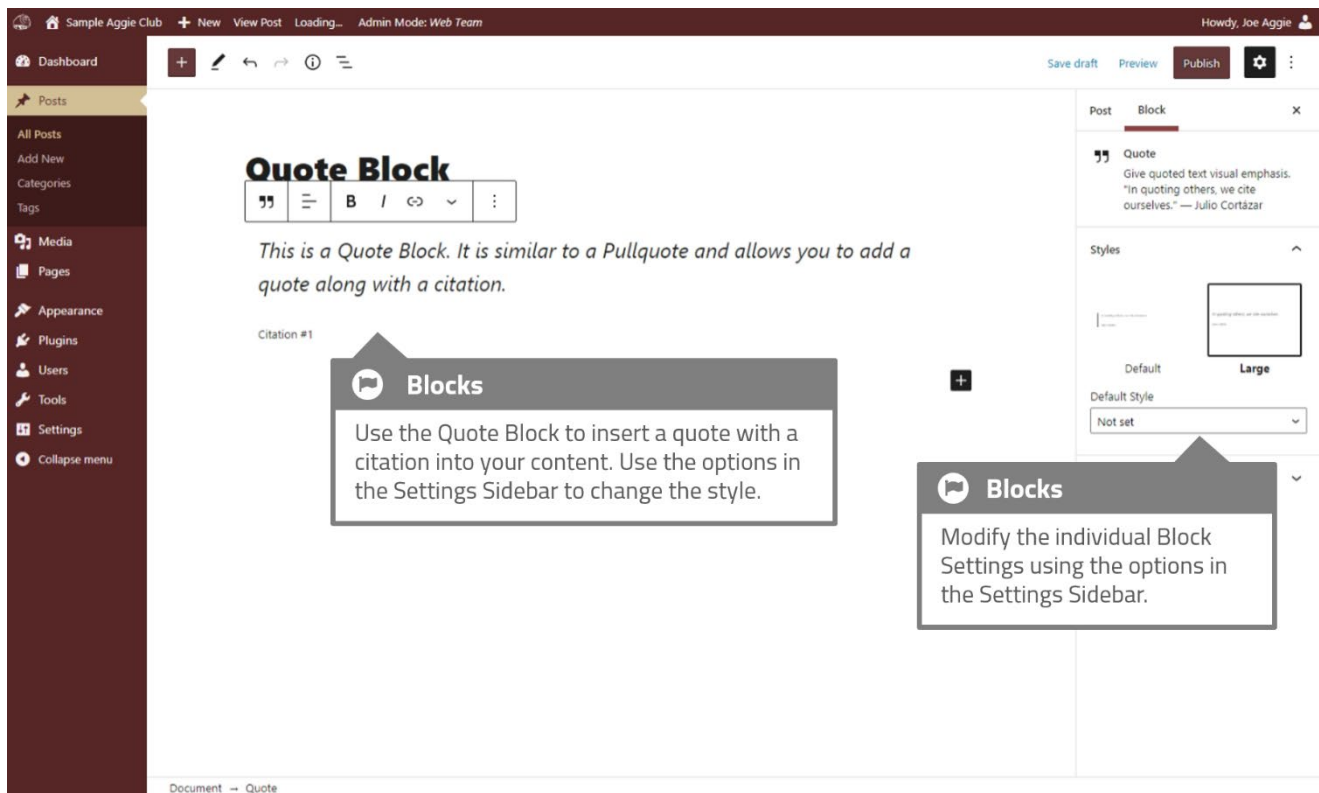 Sample Aggie Club New View Post Loading... Admin Mode: Web Team Howdy, Joe Aggie
Dashboard
Posts
All Posts
Add New
Categories
Tags
Media
Pages
Appearance
Plugins
Users
Tools
Settings
Collapse menu
Save draft Preview Publish
Quote Block
B I
This is a Quote Block. It is similar to a Pullquote and allows you to add a
quote along with a citation.
Citation #1
Blocks
Use the Quote Block to insert a quote with a
citation into your content. Use the options in
the Settings Sidebar to change the style.
Post Block
Quote
Give quoted text visual emphasis.
"In quoting others, we cite
ourselves." — Julio Cortázar
Styles
Default Large
Default Style
Not set
Blocks
Modify the individual Block
Settings using the options in
the Settings Sidebar.
Document → Quote